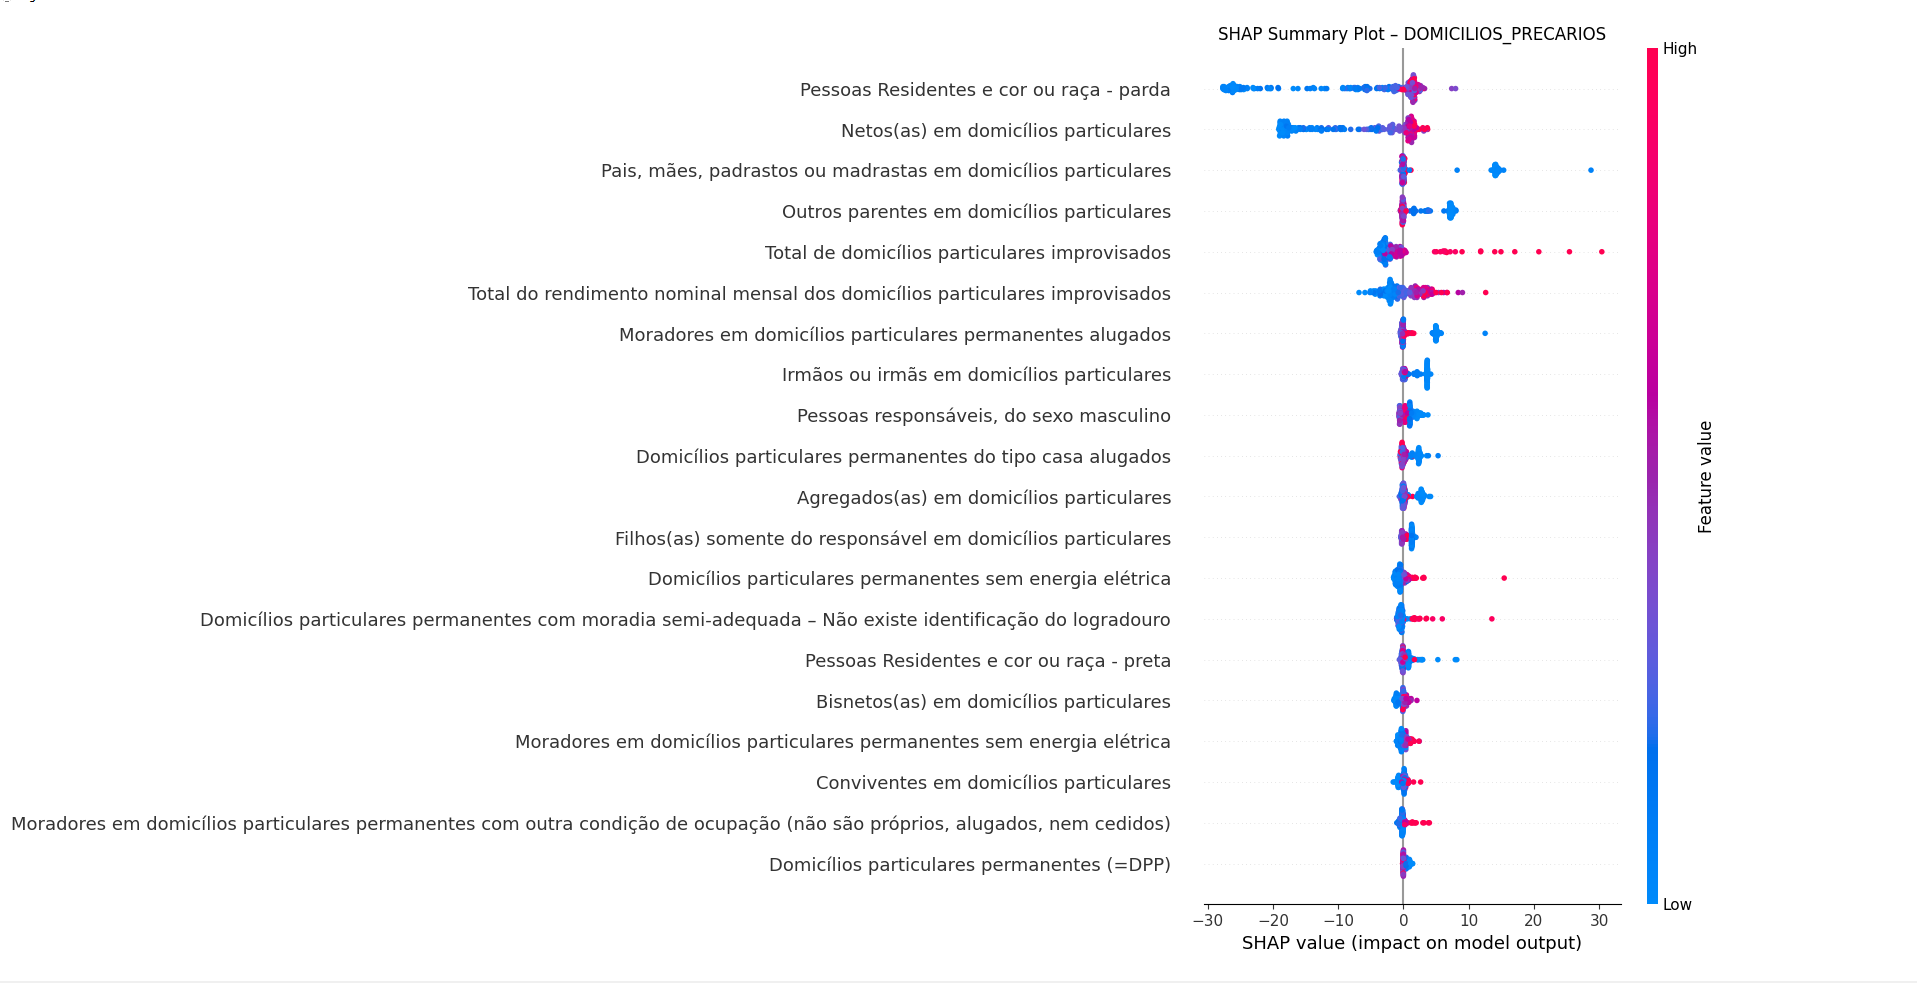 SHAP Summary Plot – DOMICILIOS_PRECARIOS
High
Pessoas Residentes e cor ou raça - parda
Netos(as) em domicílios particulares
Pais, mães, padrastos ou madrastas em domicílios particulares
Outros parentes em domicílios particulares
Total de domicílios particulares improvisados
Total do rendimento nominal mensal dos domicílios particulares improvisados
Moradores em domicílios particulares permanentes alugados
Irmãos ou irmãs em domicílios particulares
Pessoas responsáveis, do sexo masculino
Domicílios particulares permanentes do tipo casa alugados
Agregados(as) em domicílios particulares
Filhos(as) somente do responsável em domicílios particulares
Domicílios particulares permanentes sem energia elétrica
Domicílios particulares permanentes com moradia semi-adequada – Não existe identificação do logradouro
Pessoas Residentes e cor ou raça - preta
Bisnetos(as) em domicílios particulares
Moradores em domicílios particulares permanentes sem energia elétrica
Conviventes em domicílios particulares
Moradores em domicílios particulares permanentes com outra condição de ocupação (não são próprios, alugados, nem cedidos)
Domicílios particulares permanentes (=DPP)
Feature value
Low
−30 −20 −10 0 10 20 30
SHAP value (impact on model output)